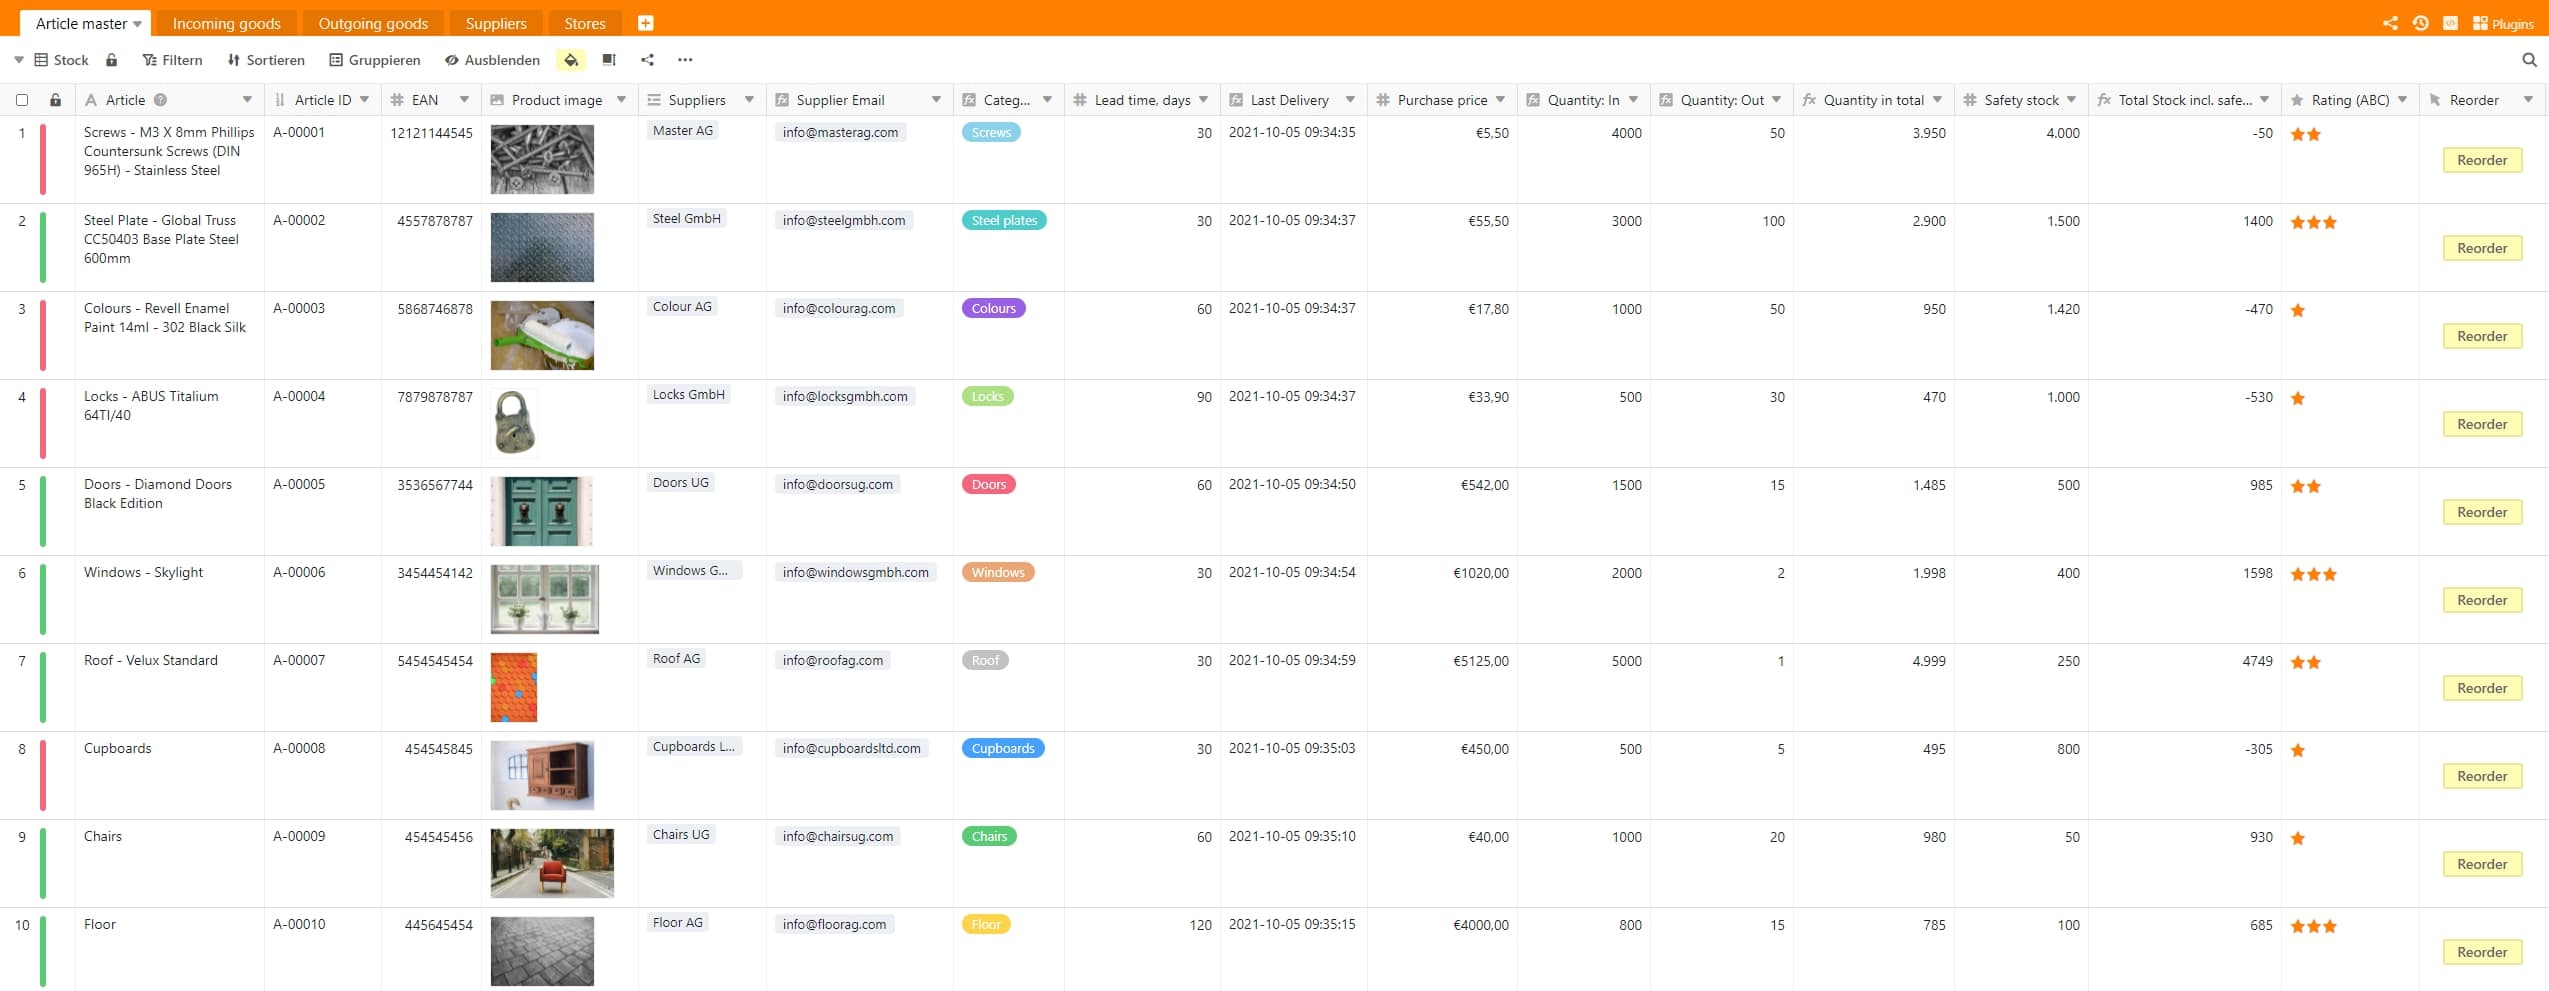 Article master Incoming goods Outgoing goods Suppliers Stores Plugins
Stock Filtern Sortieren Gruppieren Ausblenden
Article Article ID EAN Product image Suppliers Supplier Email Categ... Lead time, days Last Delivery Purchase price Quantity: In Quantity: Out Quantity in total Safety stock Total Stock incl. safe... Rating (ABC) Reorder
1 Screws - M3 X 8mm Phillips A-00001 12121144545 Master AG info@masterag.com Screws 30 2021-10-05 09:34:35 €5,50 4000 50 3.950 4.000 -50
Countersunk Screws (DIN
965H) - Stainless Steel
Reorder
2 Steel Plate - Global Truss A-00002 4557878787 Steel GmbH info@steelgmbh.com Steel plates 30 2021-10-05 09:34:37 €55,50 3000 100 2.900 1.500 1400
CC50403 Base Plate Steel
600mm
Reorder
3 Colours - Revell Enamel A-00003 5868746878 Colour AG info@colourag.com Colours 60 2021-10-05 09:34:37 €17,80 1000 50 950 1.420 -470
Paint 14ml - 302 Black Silk
Reorder
4 Locks - ABUS Titalium A-00004 7879878787 Locks GmbH info@locksgmbh.com Locks 90 2021-10-05 09:34:37 €33,90 500 30 470 1.000 -530
64TI/40
Reorder
5 Doors - Diamond Doors A-00005 3536567744 Doors UG info@doorsug.com Doors 60 2021-10-05 09:34:50 €542,00 1500 15 1.485 500 985
Black Edition
Reorder
6 Windows - Skylight A-00006 3454454142 Windows G... info@windowsgmbh.com Windows 30 2021-10-05 09:34:54 €1020,00 2000 2 1.998 400 1598
Reorder
7 Roof - Velux Standard A-00007 5454545454 Roof AG info@roofag.com Roof 30 2021-10-05 09:34:59 €5125,00 5000 1 4.999 250 4749
Reorder
8 Cupboards A-00008 454545845 Cupboards L... info@cupboardsltd.com Cupboards 30 2021-10-05 09:35:03 €450,00 500 5 495 800 -305
Reorder
9 Chairs A-00009 454545456 Chairs UG info@chairsug.com Chairs 60 2021-10-05 09:35:10 €40,00 1000 20 980 50 930
Reorder
10 Floor A-00010 445645454 Floor AG info@floorag.com Floor 120 2021-10-05 09:35:15 €4000,00 800 15 785 100 685
Reorder